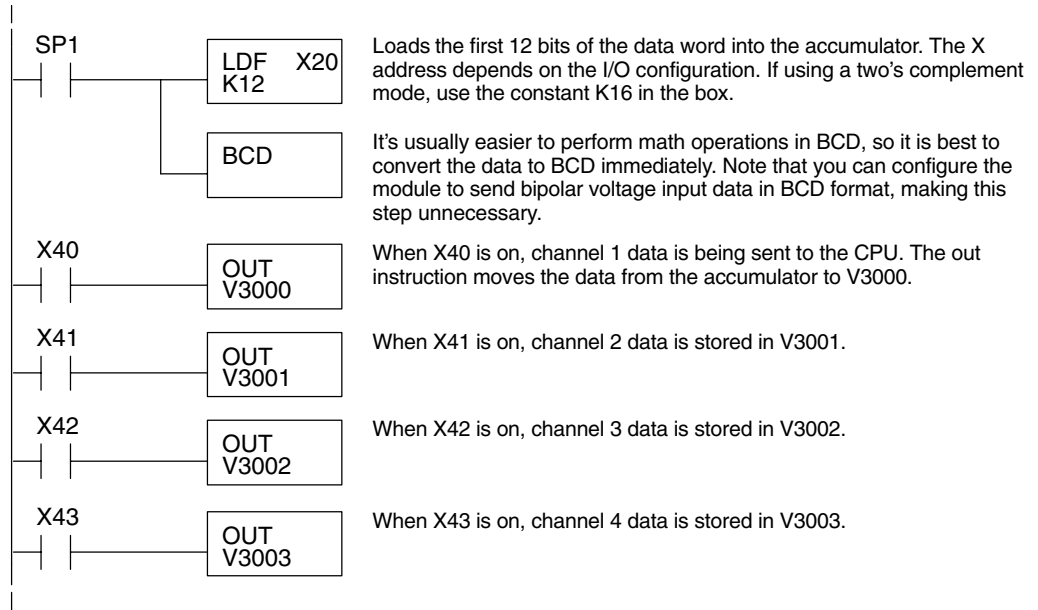 SP1
LDF X20
K12
Loads the first 12 bits of the data word into the accumulator. The X
address depends on the I/O configuration. If using a two's complement
mode, use the constant K16 in the box.
BCD
It's usually easier to perform math operations in BCD, so it is best to
convert the data to BCD immediately. Note that you can configure the
module to send bipolar voltage input data in BCD format, making this
step unnecessary.
X40
OUT
V3000
When X40 is on, channel 1 data is being sent to the CPU. The out
instruction moves the data from the accumulator to V3000.
X41
OUT
V3001
When X41 is on, channel 2 data is stored in V3001.
X42
OUT
V3002
When X42 is on, channel 3 data is stored in V3002.
X43
OUT
V3003
When X43 is on, channel 4 data is stored in V3003.